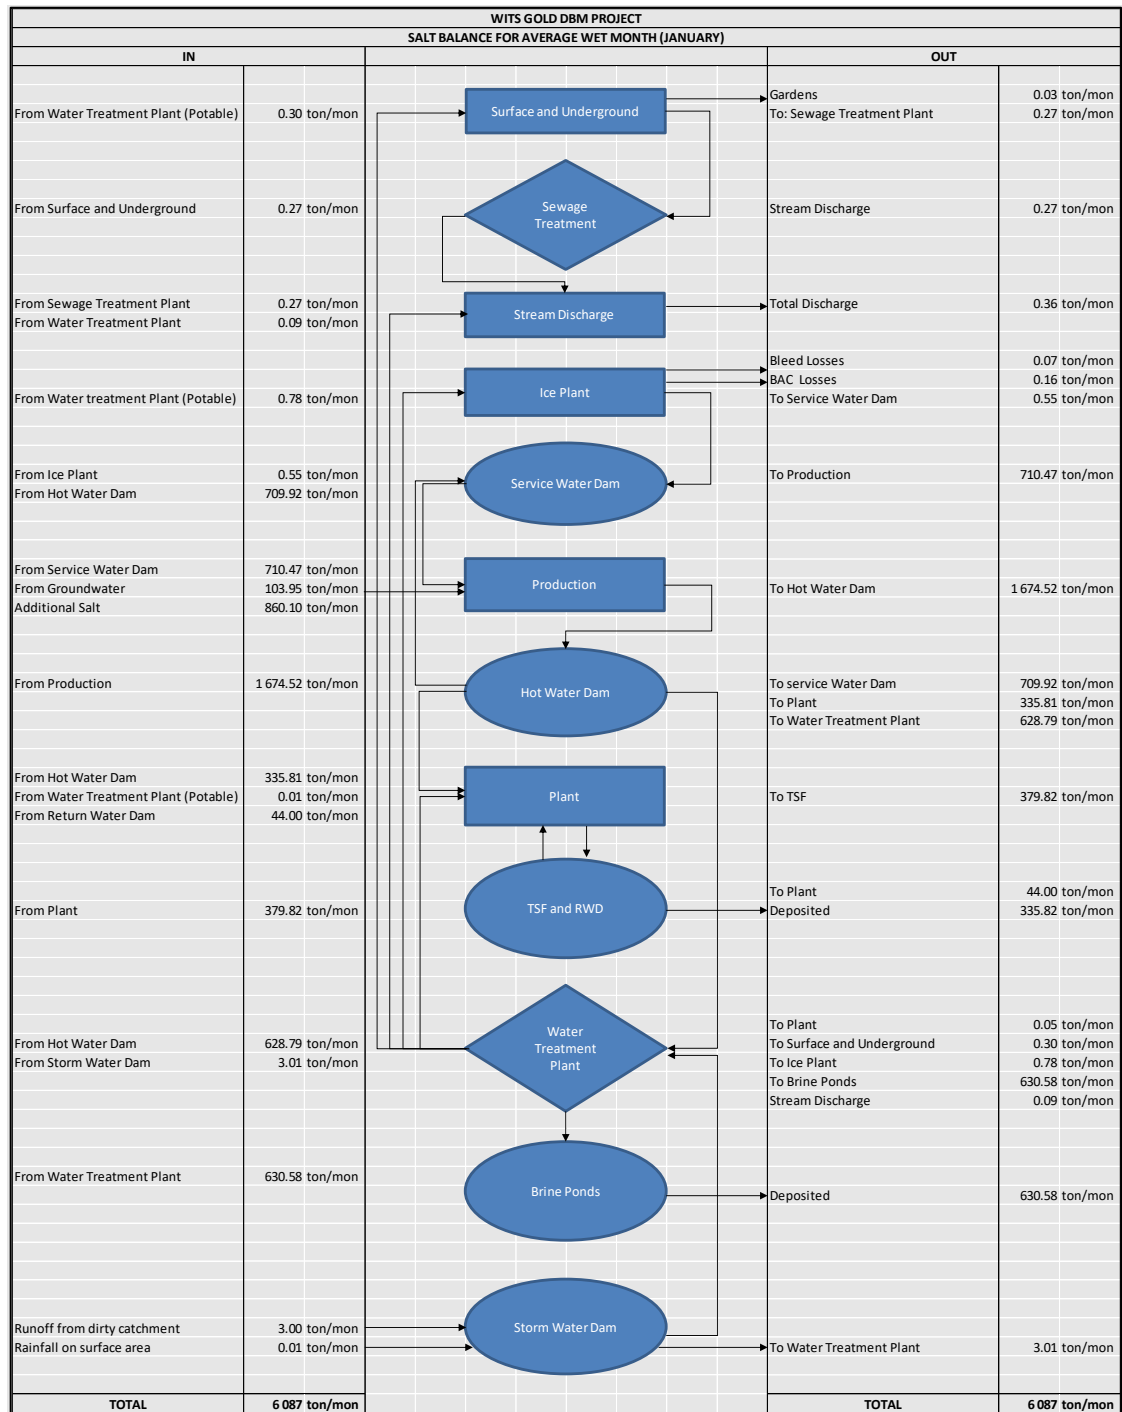 WITS GOLD DBM PROJECT
SALT BALANCE FOR AVERAGE WET MONTH (JANUARY)
IN OUT
Gardens 0.03 ton/mon
From Water Treatment Plant (Potable) 0.30 ton/mon Surface and Underground To: Sewage Treatment Plant 0.27 ton/mon
From Surface and Underground 0.27 ton/mon Sewage Stream Discharge 0.27 ton/mon
Treatment
From Sewage Treatment Plant 0.27 ton/mon Total Discharge 0.36 ton/mon
From Water Treatment Plant 0.09 ton/mon Stream Discharge
Bleed Losses 0.07 ton/mon
BAC Losses 0.16 ton/mon
From Water treatment Plant (Potable) 0.78 ton/mon Ice Plant To Service Water Dam 0.55 ton/mon
From Ice Plant 0.55 ton/mon To Production 710.47 ton/mon
From Hot Water Dam 709.92 ton/mon Service Water Dam
From Service Water Dam 710.47 ton/mon
From Groundwater 103.95 ton/mon Production To Hot Water Dam 1 674.52 ton/mon
Additional Salt 860.10 ton/mon
From Production 1 674.52 ton/mon Hot Water Dam To service Water Dam 709.92 ton/mon
To Plant 335.81 ton/mon
To Water Treatment Plant 628.79 ton/mon
From Hot Water Dam 335.81 ton/mon
From Water Treatment Plant (Potable) 0.01 ton/mon Plant To TSF 379.82 ton/mon
From Return Water Dam 44.00 ton/mon
To Plant 44.00 ton/mon
From Plant 379.82 ton/mon TSF and RWD Deposited 335.82 ton/mon
Water To Plant 0.05 ton/mon
From Hot Water Dam 628.79 ton/mon Treatment To Surface and Underground 0.30 ton/mon
From Storm Water Dam 3.01 ton/mon Plant To Ice Plant 0.78 ton/mon
To Brine Ponds 630.58 ton/mon
Stream Discharge 0.09 ton/mon
From Water Treatment Plant 630.58 ton/mon
Brine Ponds Deposited 630.58 ton/mon
Runoff from dirty catchment 3.00 ton/mon Storm Water Dam
Rainfall on surface area 0.01 ton/mon To Water Treatment Plant 3.01 ton/mon
TOTAL 6 087 ton/mon TOTAL 6 087 ton/mon